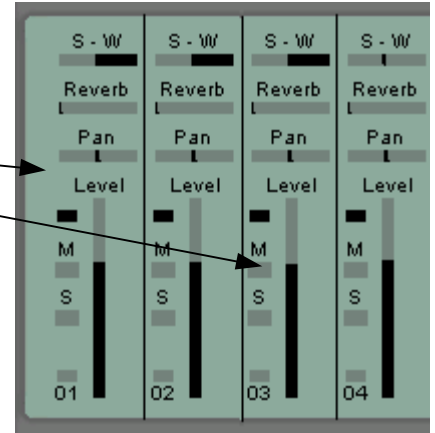 S - W S - W S - W S - W
Reverb Reverb Reverb Reverb
Pan Pan Pan Pan
Level Level Level Level
M M M M
S S S S
01 02 03 04